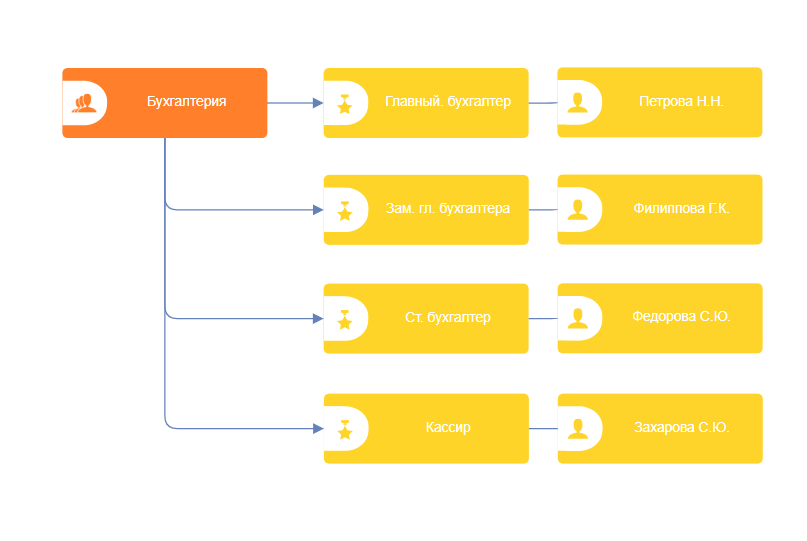 Бухгалтерия
Главный. бухгалтер
Петрова Н.Н.
Зам. гл. бухгалтера
Филиппова Г.К.
Ст. бухгалтер
Федорова С.Ю.
Кассир
Захарова С.Ю.